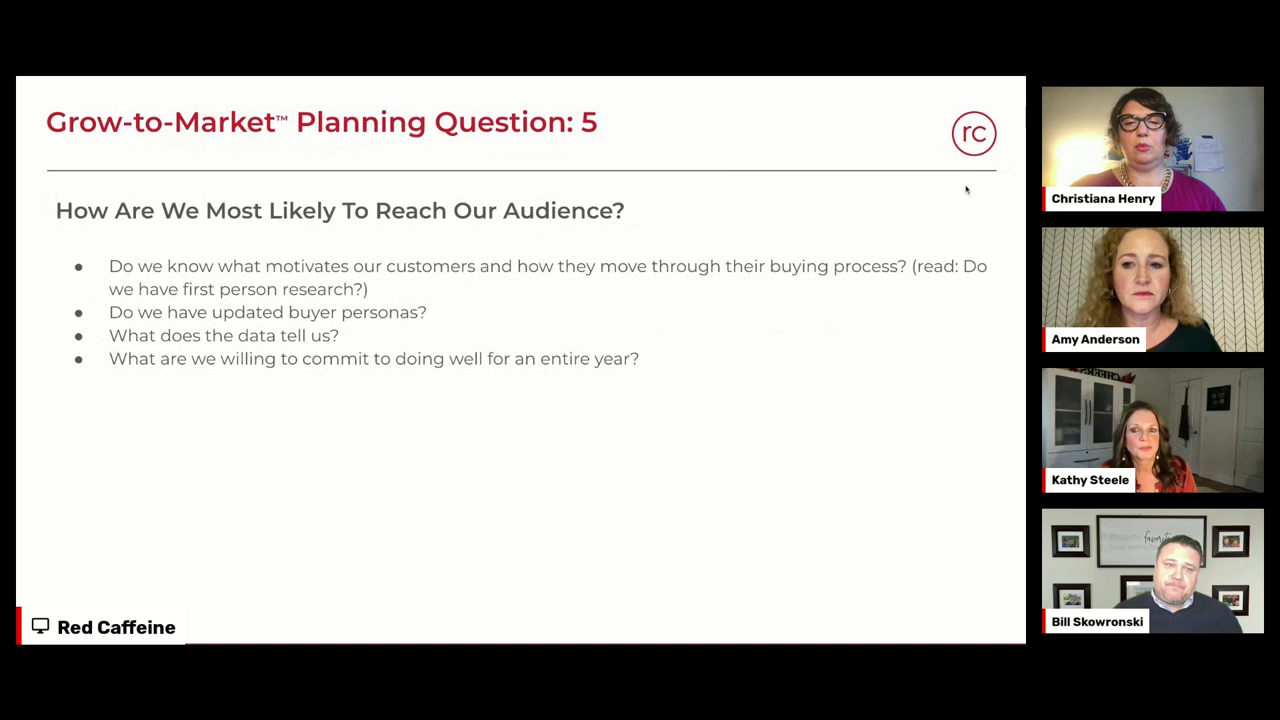 Grow-to-Market™ Planning Question: 5
rc
How Are We Most Likely To Reach Our Audience?
● Do we know what motivates our customers and how they move through their buying process? (read: Do
we have first person research?)
● Do we have updated buyer personas?
● What does the data tell us?
● What are we willing to commit to doing well for an entire year?
Red Caffeine
Christiana Henry
Amy Anderson
Kathy Steele
favorite
Bill Skowronski